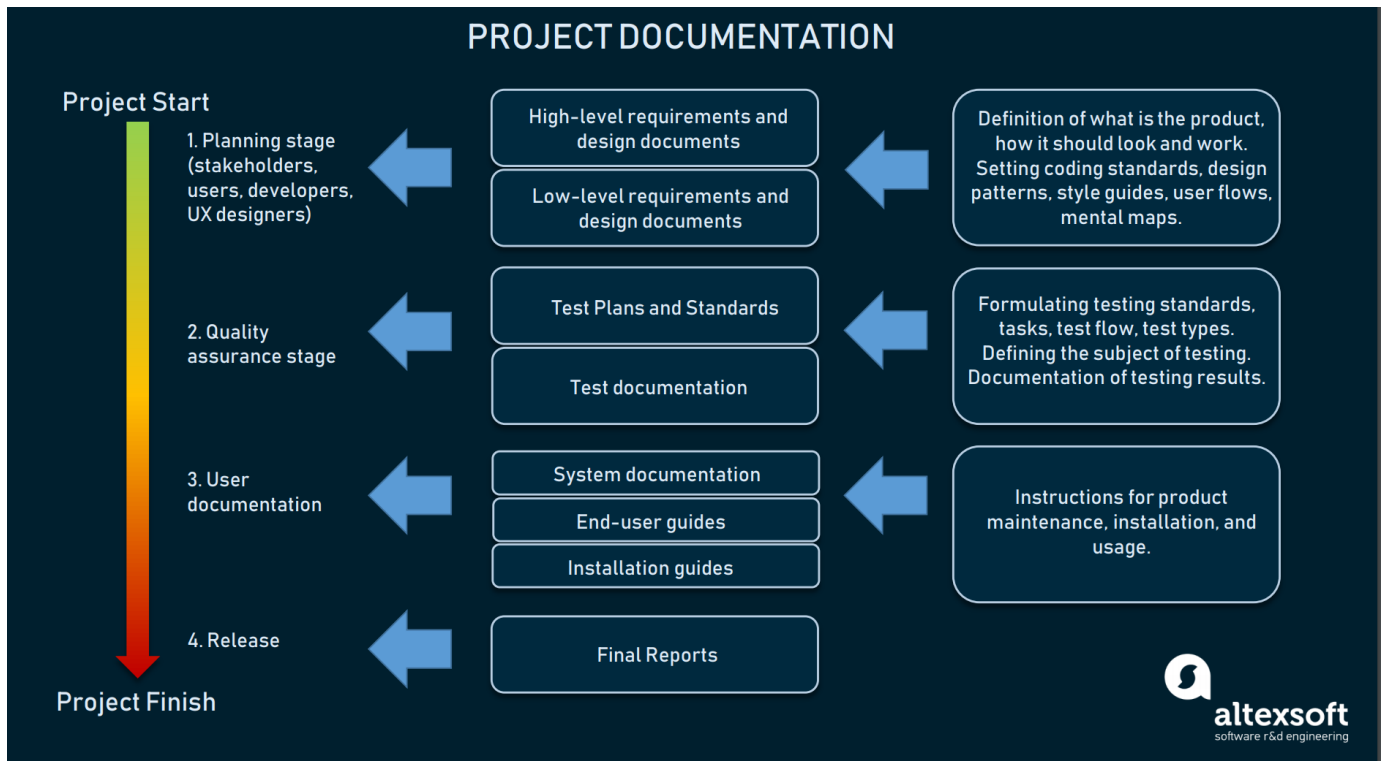 PROJECT DOCUMENTATION
Project Start
1. Planning stage
(stakeholders,
users, developers,
UX designers)
High-level requirements and
design documents
Low-level requirements and
design documents
Definition of what is the product,
how it should look and work.
Setting coding standards, design
patterns, style guides, user flows,
mental maps.
2. Quality
assurance stage
Test Plans and Standards
Test documentation
Formulating testing standards,
tasks, test flow, test types.
Defining the subject of testing.
Documentation of testing results.
3. User
documentation
System documentation
End-user guides
Installation guides
Instructions for product
maintenance, installation, and
usage.
4. Release
Final Reports
Project Finish
altexsoft
software r&d engineering